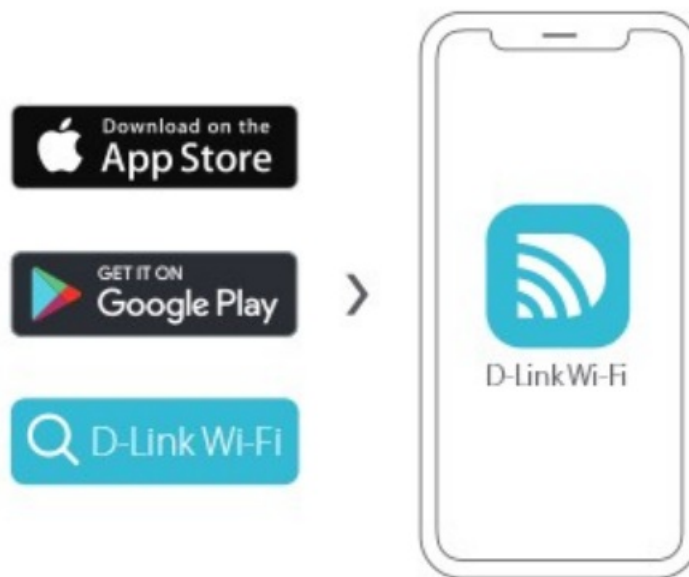 Download on the
App Store
GET IT ON
Google Play
D-Link Wi-Fi
D-Link Wi-Fi